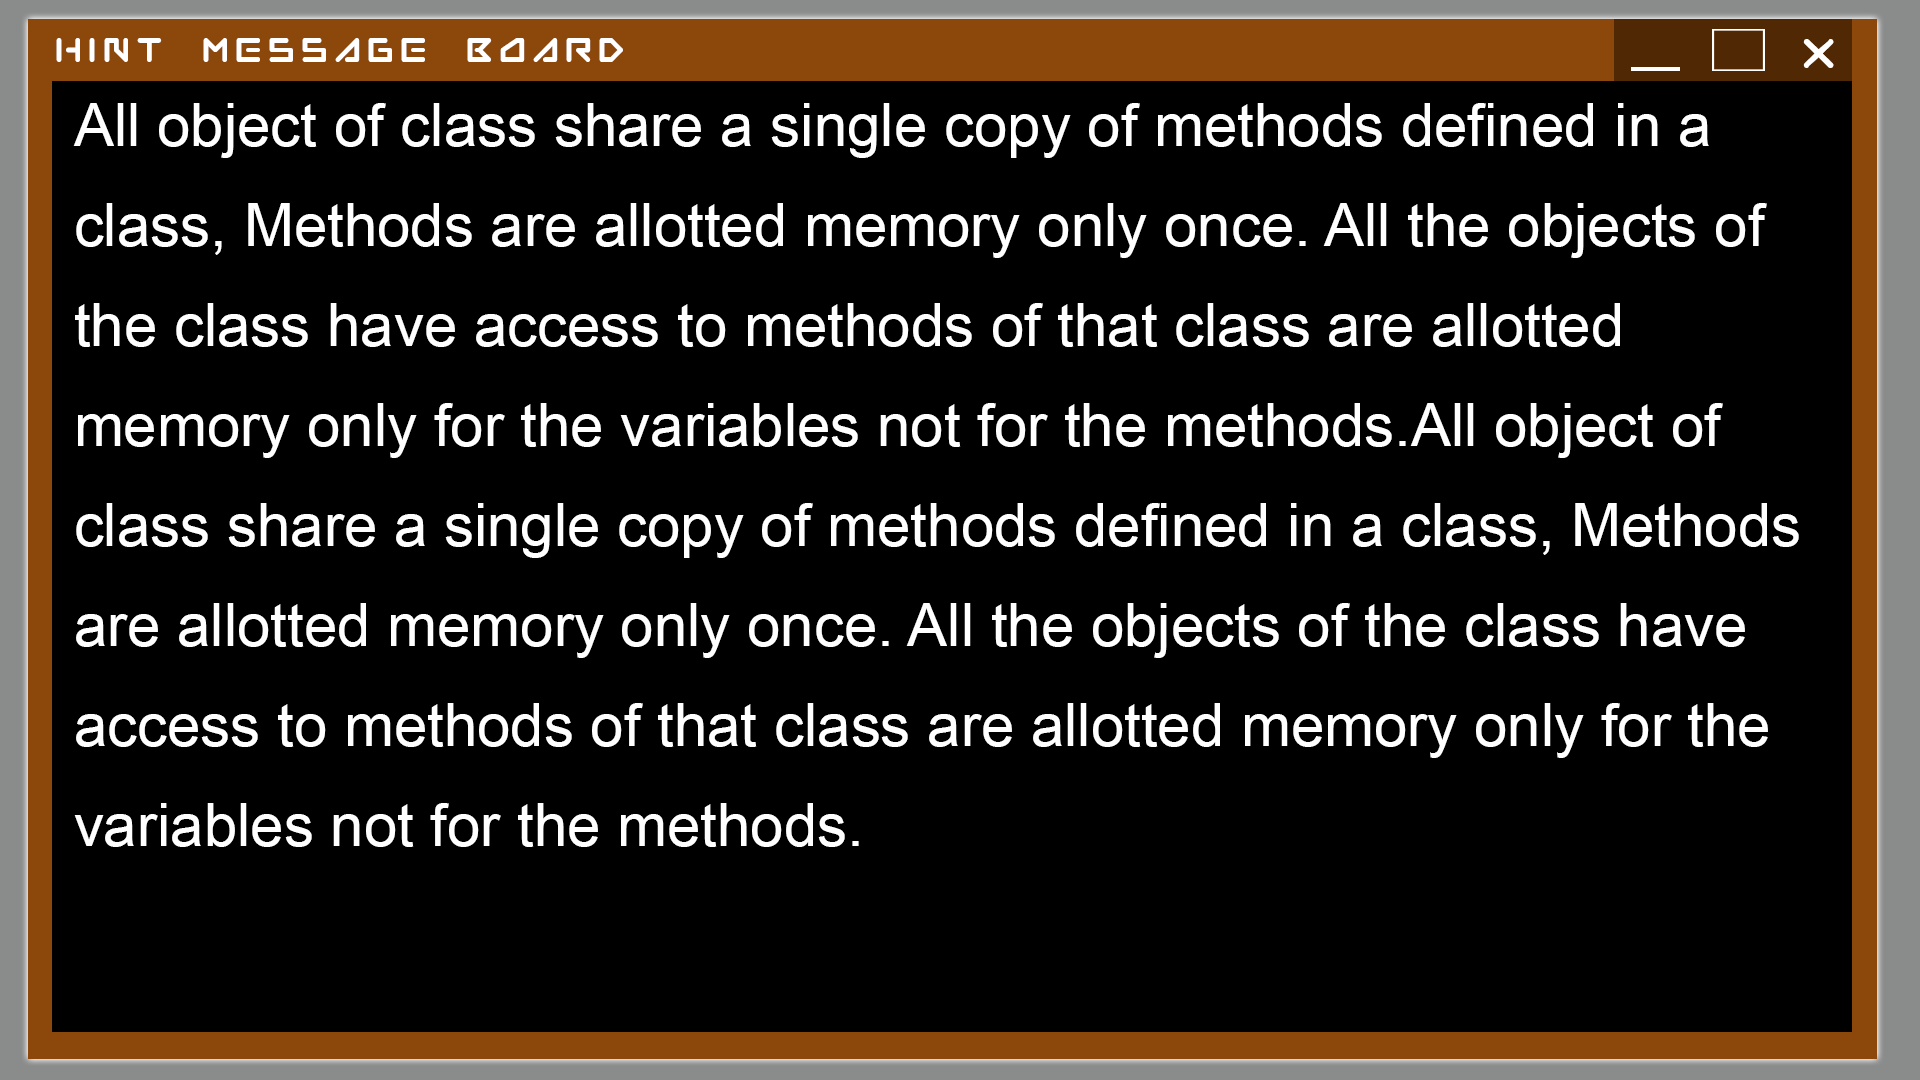 HINT MESSAGE BOARD
All object of class share a single copy of methods defined in a
class, Methods are allotted memory only once. All the objects of
the class have access to methods of that class are allotted
memory only for the variables not for the methods.All object of
class share a single copy of methods defined in a class, Methods
are allotted memory only once. All the objects of the class have
access to methods of that class are allotted memory only for the
variables not for the methods.